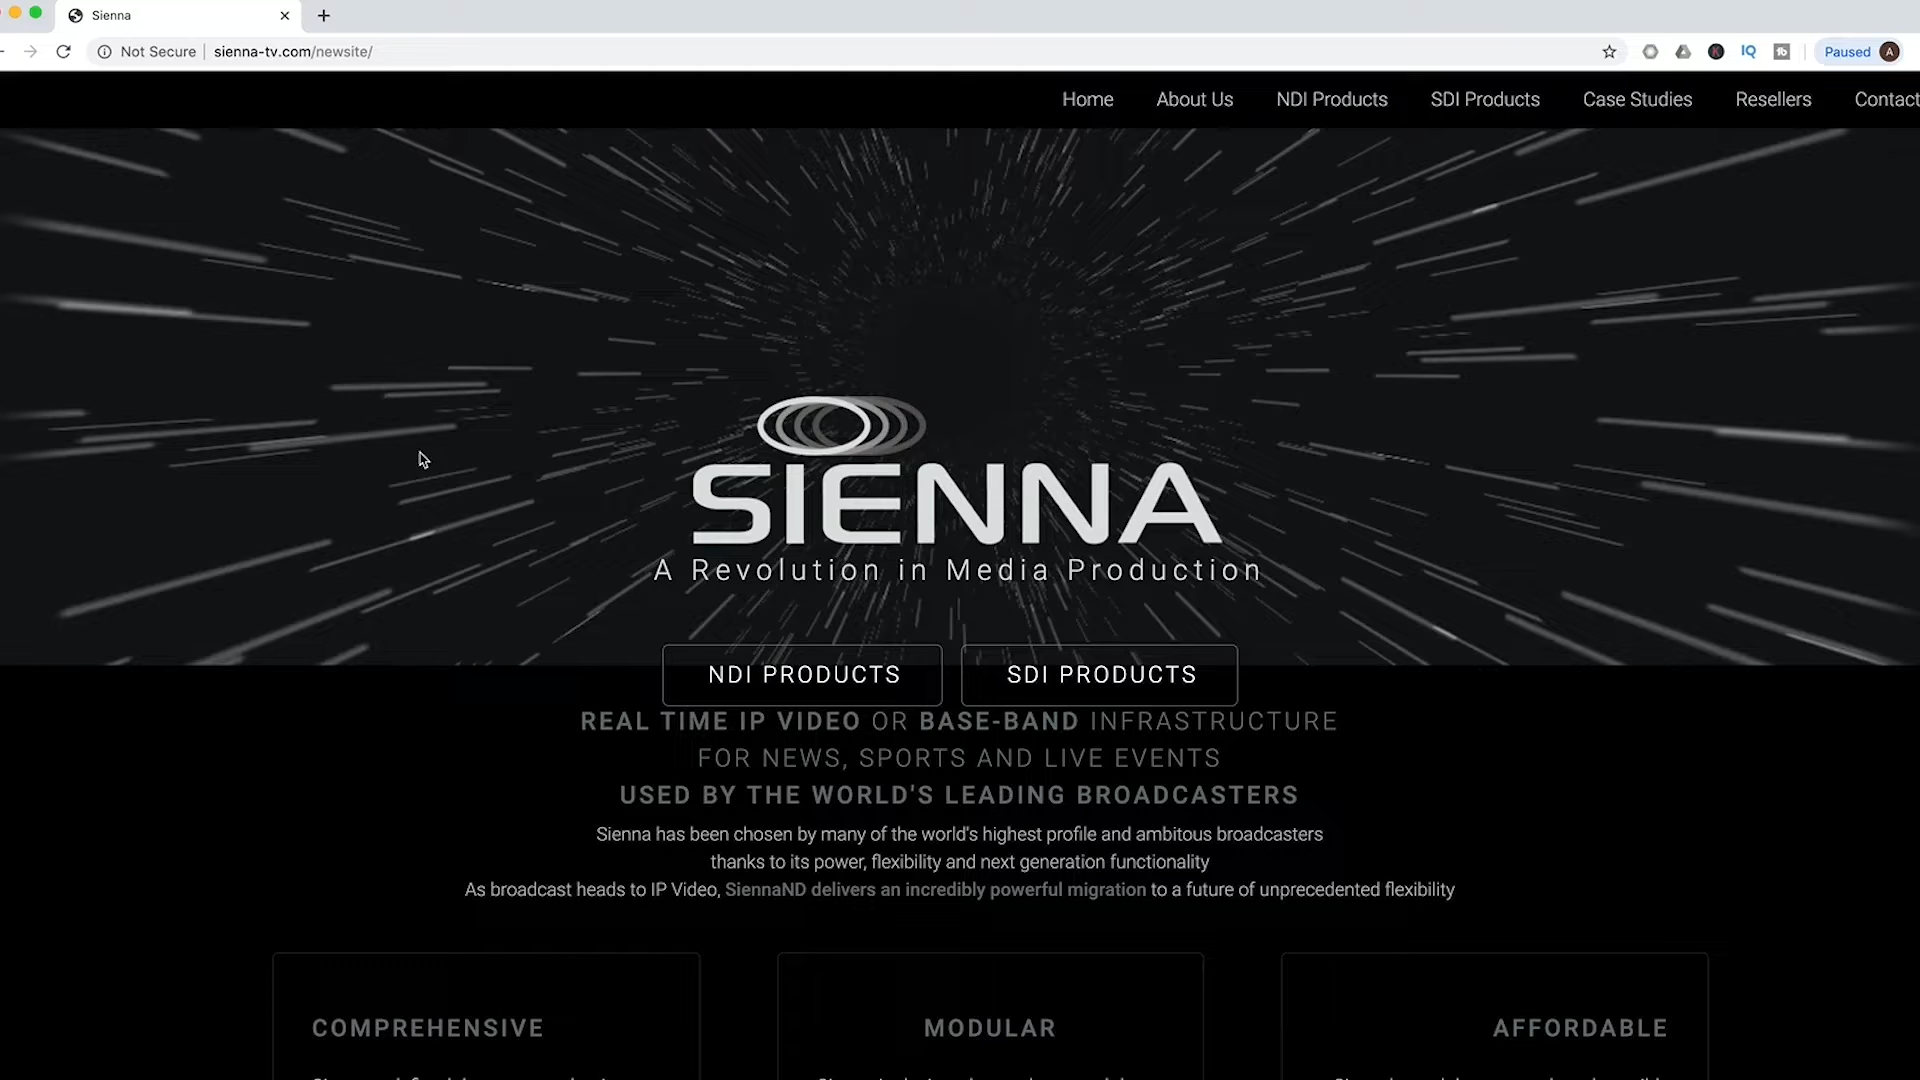 Sienna
Not Secure
sienna-tv.com/newsite/
IQ
Paused
A
Home
About Us
NDI Products
SDI Products
Case Studies
Resellers
Contact
SIENNA
A Revolution in Media Production
NDI PRODUCTS
SDI PRODUCTS
REAL TIME IP VIDEO OR BASE-BAND INFRASTRUCTURE
FOR NEWS, SPORTS AND LIVE EVENTS
USED BY THE WORLD'S LEADING BROADCASTERS
Sienna has been chosen by many of the world's highest profile and ambitous broadcasters
thanks to its power, flexibility and next generation functionality
As broadcast heads to IP Video, SiennaND delivers an incredibly powerful migration to a future of unprecedented flexibility
COMPREHENSIVE
MODULAR
AFFORDABLE